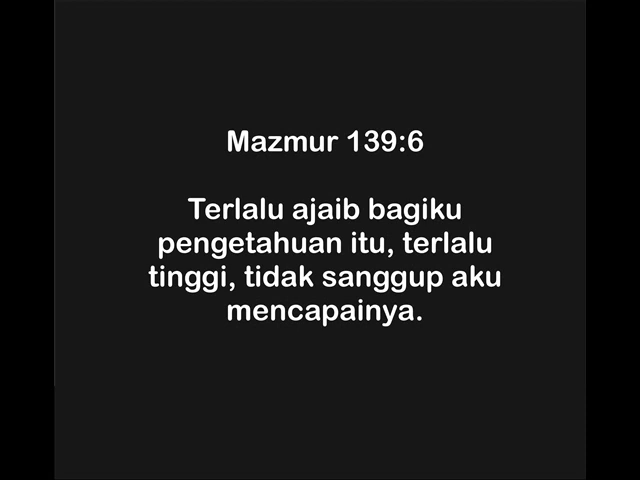 Mazmur 139:6
Terlalu ajaib bagiku
pengetahuan itu, terlalu
tinggi, tidak sanggup aku
mencapainya.